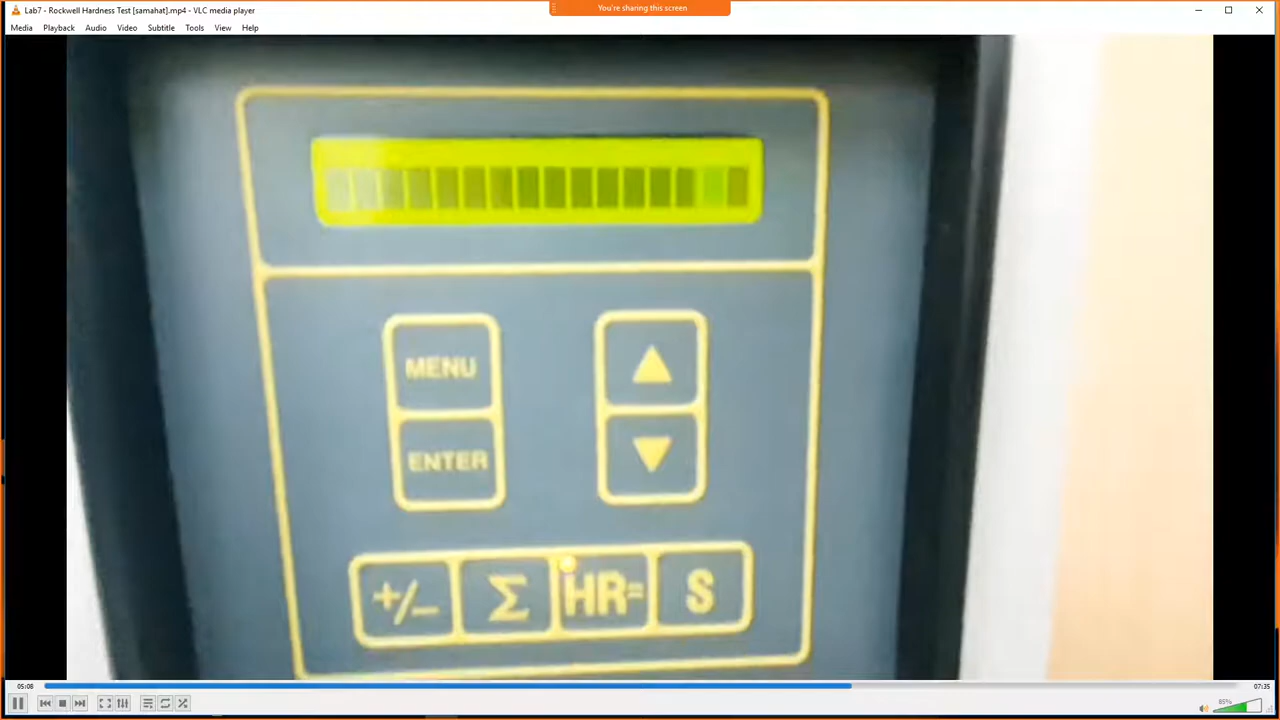 Lab7 - Rockwell Hardness Test [samahat].mp4 - VLC media player
You're sharing this screen
Media Playback Audio Video Subtitle Tools View Help
MENU
ENTER
+/- Σ HR= S
05:08
07:35
85%